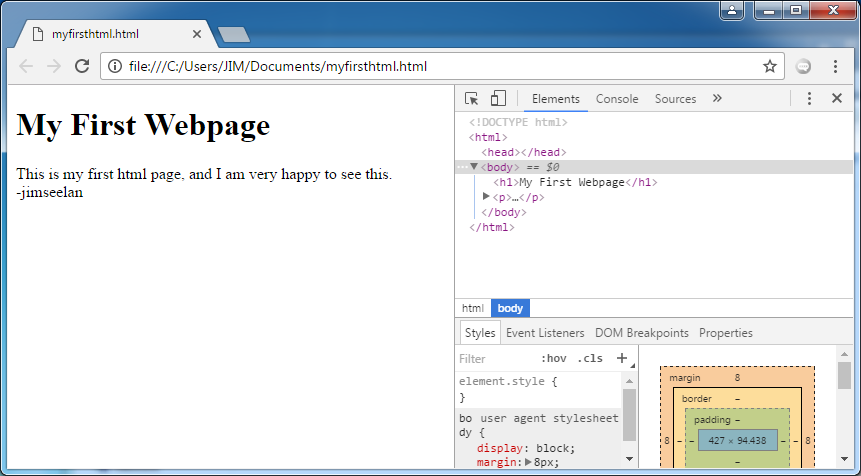 myfirsthtml.html
file:///C:/Users/JIM/Documents/myfirsthtml.html
My First Webpage
This is my first html page, and I am very happy to see this.
-jimseelan
Elements Console Sources »
<!DOCTYPE html>
<html>
<head></head>
…▼<body> == $0
<h1>My First Webpage</h1>
▶<p>…</p>
</body>
</html>
html body
Styles Event Listeners DOM Breakpoints Properties
Filter :hov .cls +
element.style {
}
bo user agent stylesheet
dy {
display: block;
margin:▶8px;
margin 8
border –
padding –
8 – – 427 × 94.438 – – 8